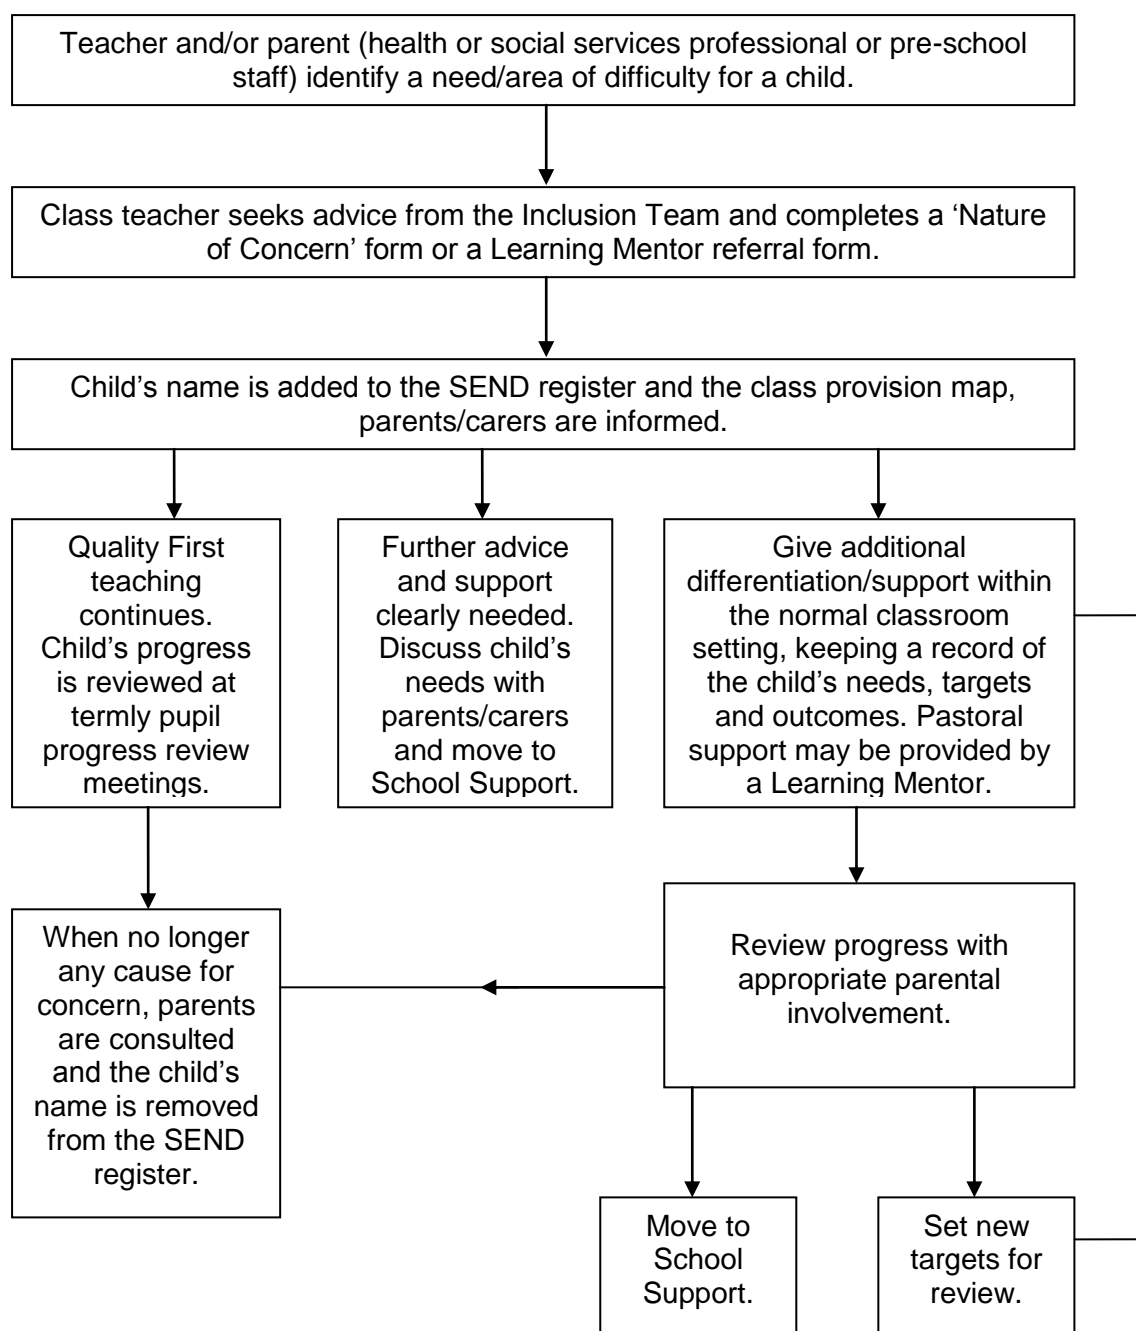 Teacher and/or parent (health or social services professional or pre-school
staff) identify a need/area of difficulty for a child.
Class teacher seeks advice from the Inclusion Team and completes a ‘Nature
of Concern’ form or a Learning Mentor referral form.
Child’s name is added to the SEND register and the class provision map,
parents/carers are informed.
Quality First
teaching
continues.
Child’s progress
is reviewed at
termly pupil
progress review
meetings.
Further advice
and support
clearly needed.
Discuss child’s
needs with
parents/carers
and move to
School Support.
Give additional
differentiation/support within
the normal classroom
setting, keeping a record of
the child’s needs, targets
and outcomes. Pastoral
support may be provided by
a Learning Mentor.
When no longer
any cause for
concern, parents
are consulted
and the child’s
name is removed
from the SEND
register.
Review progress with
appropriate parental
involvement.
Move to
School
Support.
Set new
targets for
review.